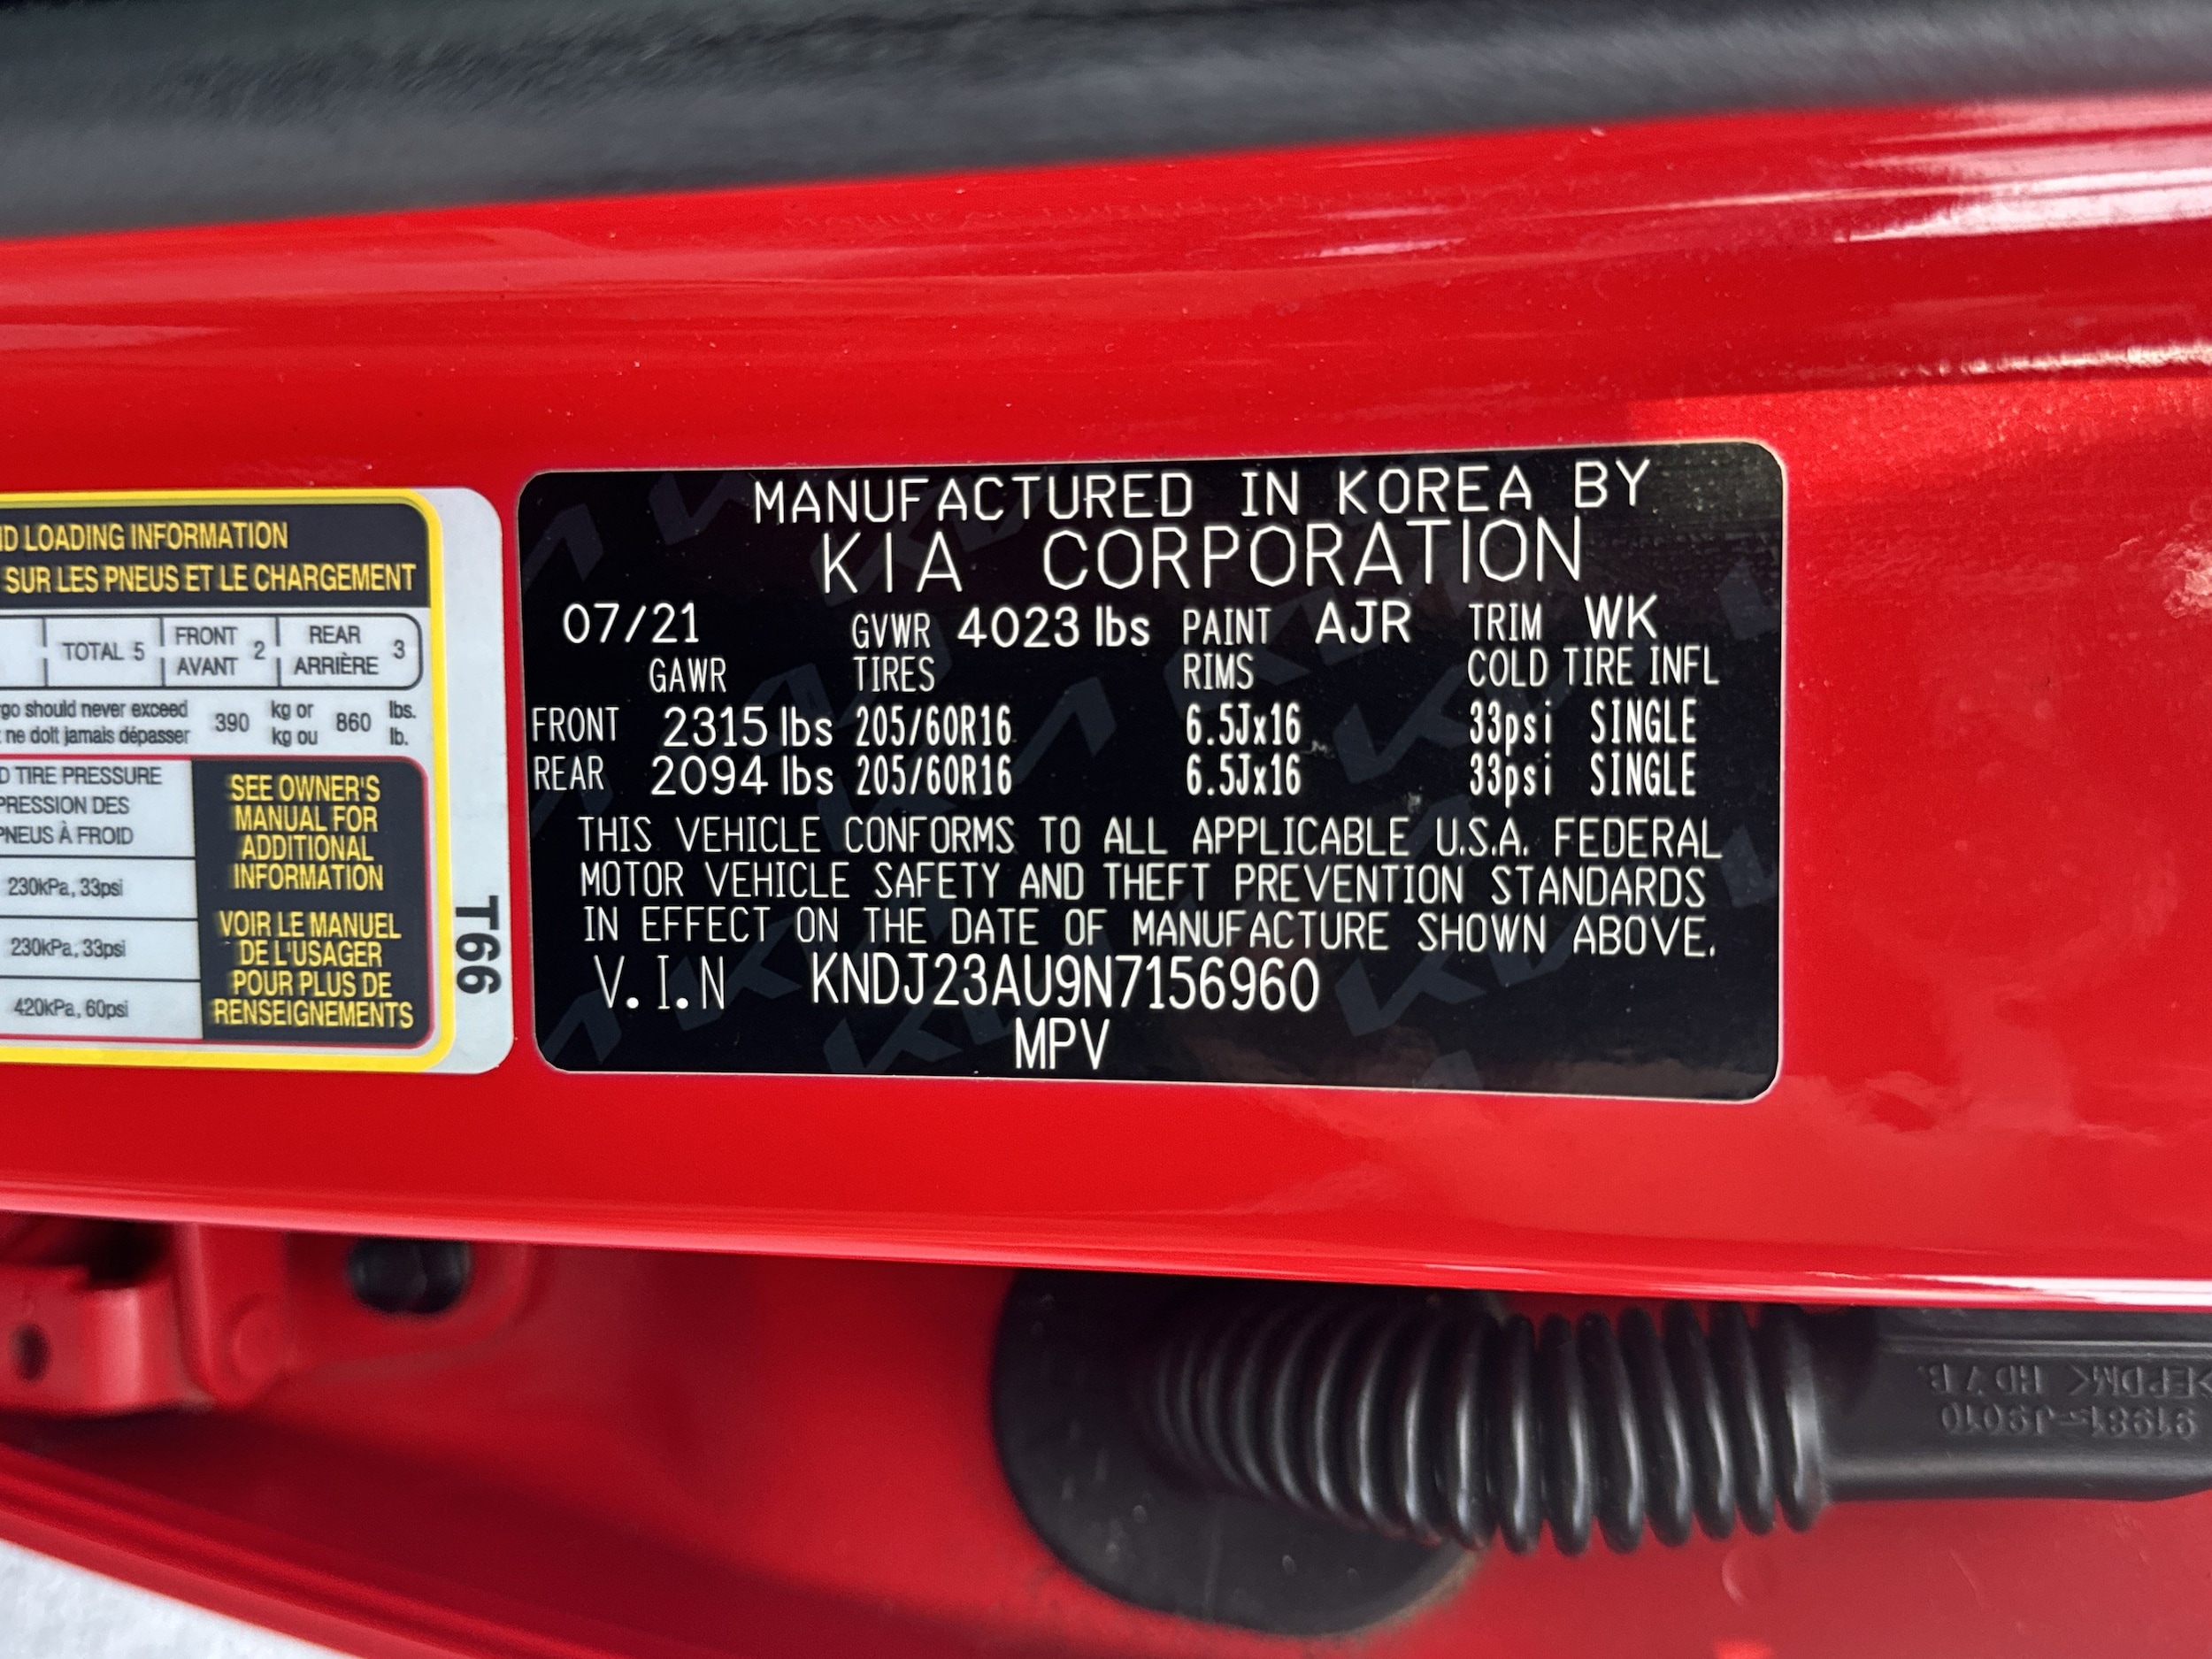 MANUFACTURED IN KOREA BY
KIA CORPORATION
07/21 GVWR 4023 lbs PAINT AJR TRIM WK
GAWR TIRES RIMS COLD TIRE INFL
FRONT 2315 lbs 205/60R16 6.5Jx16 33psi SINGLE
REAR 2094 lbs 205/60R16 6.5Jx16 33psi SINGLE
THIS VEHICLE CONFORMS TO ALL APPLICABLE U.S.A. FEDERAL
MOTOR VEHICLE SAFETY AND THEFT PREVENTION STANDARDS
IN EFFECT ON THE DATE OF MANUFACTURE SHOWN ABOVE.
V.I.N KNDJ23AU9N7156960
MPV
LOADING INFORMATION
SUR LES PNEUS ET LE CHARGEMENT
TOTAL 5 FRONT AVANT 2 REAR ARRIÈRE 3
should never exceed 390 kg or 860 lbs.
ne doit jamais dépasser kg ou lb.
TIRE PRESSURE
PRESSION DES
PNEUS À FROID
230kPa, 33psi
230kPa, 33psi
420kPa, 60psi
SEE OWNER'S
MANUAL FOR
ADDITIONAL
INFORMATION
VOIR LE MANUEL
DE L'USAGER
POUR PLUS DE
RENSEIGNEMENTS
T66
91981-J9010